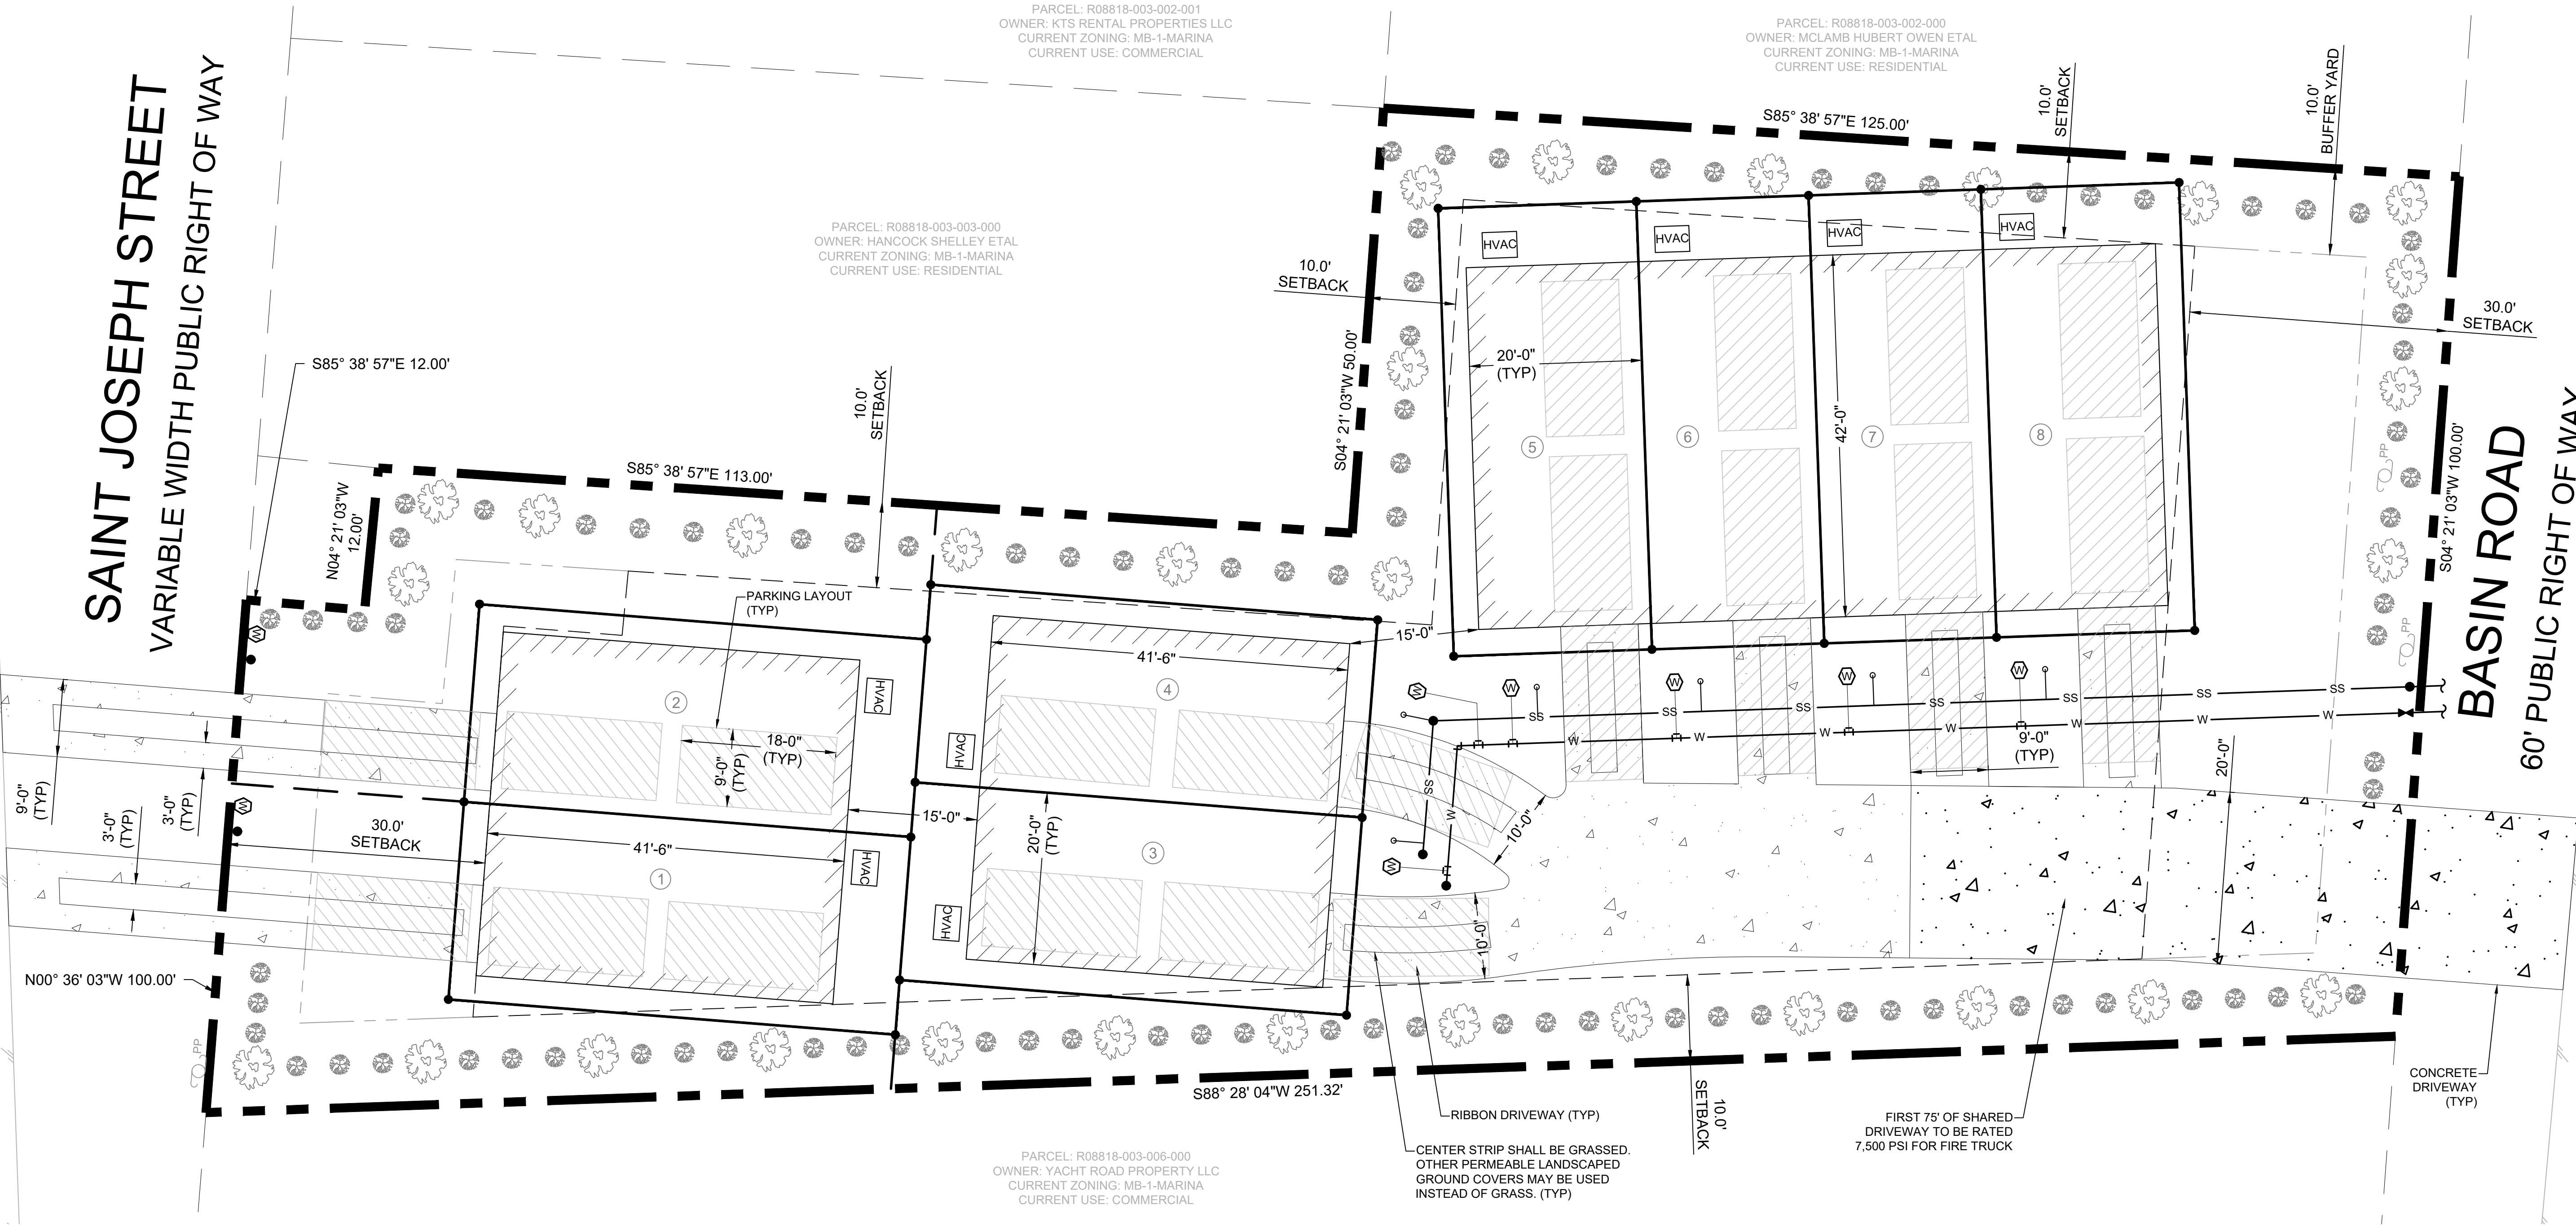 PARCEL: R08818-003-002-001
OWNER: KTS RENTAL PROPERTIES LLC
CURRENT ZONING: MB-1-MARINA
CURRENT USE: COMMERCIAL
PARCEL: R08818-003-002-000
OWNER: MCLAMB HUBERT OWEN ETAL
CURRENT ZONING: MB-1-MARINA
CURRENT USE: RESIDENTIAL
SAINT JOSEPH STREET
VARIABLE WIDTH PUBLIC RIGHT OF WAY
PARCEL: R08818-003-003-000
OWNER: HANCOCK SHELLEY ETAL
CURRENT ZONING: MB-1-MARINA
CURRENT USE: RESIDENTIAL
S85° 38' 57"E 125.00'
10.0'
SETBACK
10.0'
BUFFER YARD
10.0'
SETBACK
30.0'
SETBACK
HVAC
HVAC
HVAC
HVAC
20'-0"
(TYP)
42'-0"
5
6
7
8
S04° 21' 03"W 50.00'
S04° 21' 03"W 100.00'
PP
PP
BASIN ROAD
60' PUBLIC RIGHT OF WAY
S85° 38' 57"E 12.00'
N04° 21' 03"W
12.00'
S85° 38' 57"E 113.00'
10.0'
SETBACK
PARKING LAYOUT
(TYP)
2
HVAC
18-0"
(TYP)
9'-0"
(TYP)
41'-6"
4
HVAC
15'-0"
W
W
W
W
W
W
W
W
SS
SS
SS
SS
SS
SS
SS
W
W
W
W
W
W
SS
W
9'-0"
(TYP)
20'-0"
9'-0"
(TYP)
3'-0"
(TYP)
3'-0"
(TYP)
30.0'
SETBACK
41'-6"
1
HVAC
15'-0"
20'-0"
(TYP)
3
HVAC
10'-0"
10'-0"
N00° 36' 03"W 100.00'
PP
S88° 28' 04"W 251.32'
10.0'
SETBACK
RIBBON DRIVEWAY (TYP)
CENTER STRIP SHALL BE GRASSED.
OTHER PERMEABLE LANDSCAPED
GROUND COVERS MAY BE USED
INSTEAD OF GRASS. (TYP)
FIRST 75' OF SHARED
DRIVEWAY TO BE RATED
7,500 PSI FOR FIRE TRUCK
CONCRETE
DRIVEWAY
(TYP)
PARCEL: R08818-003-006-000
OWNER: YACHT ROAD PROPERTY LLC
CURRENT ZONING: MB-1-MARINA
CURRENT USE: COMMERCIAL